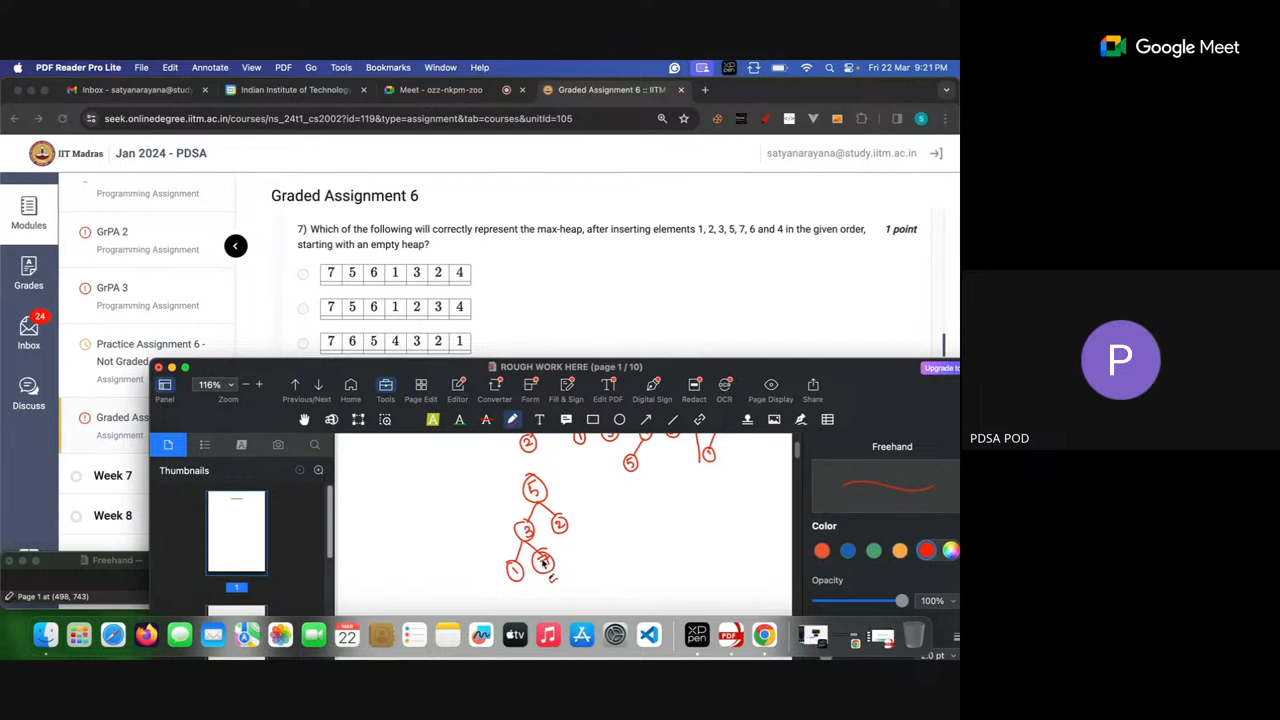 Google Meet
PDF Reader Pro Lite File Edit Annotate View PDF Go Tools Bookmarks Window Help Fri 22 Mar 9:21 PM
Inbox - satyanarayana@stud Indian Institute of Technology Meet - ozz-nkpm-zoo Graded Assignment 6 :: IITM
seek.onlinedegree.iitm.ac.in/courses/ns_24t1_cs2002?id=119&type=assignment&tab=courses&unitId=105
IIT Madras Jan 2024 - PDSA satyanarayana@study.iitm.ac.in
Modules
Grades
24
Inbox
Discuss
Programming Assignment
GrPA 2
Programming Assignment
GrPA 3
Programming Assignment
Practice Assignment 6 -
Not Graded
Assignment
Graded Ass
Assignment
Week 7
Week 8
Graded Assignment 6
7) Which of the following will correctly represent the max-heap, after inserting elements 1, 2, 3, 5, 7, 6 and 4 in the given order, 1 point
starting with an empty heap?
7 5 6 1 3 2 4
7 5 6 1 2 3 4
7 6 5 4 3 2 1
ROUGH WORK HERE (page 1 / 10)
Upgrade to
116%
Panel Zoom Previous/Next Home Tools Page Edit Editor Converter Form Fill & Sign Edit PDF Digital Sign Redact OCR Page Display Share
Thumbnails
1
2
5
5
3 2
1
Freehand
Color
Opacity
100%
2.0 pt
Freehand
Page 1 at (498, 743)
MAR
22
P
PDSA POD